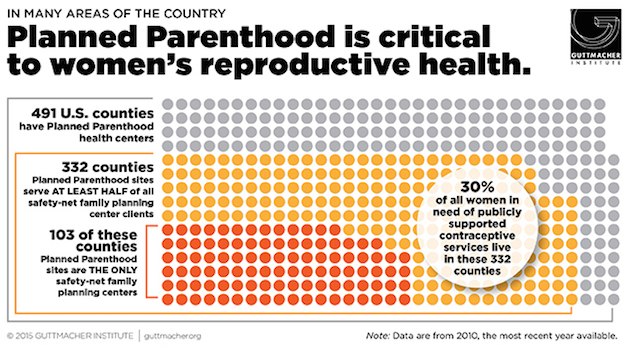 IN MANY AREAS OF THE COUNTRY
Planned Parenthood is critical
to women's reproductive health.
GUTTMACHER
INSTITUTE
491 U.S. counties
have Planned Parenthood
health centers
332 counties
Planned Parenthood sites
serve AT LEAST HALF of all
safety-net family planning
center clients
103 of these
counties
Planned Parenthood
sites are THE ONLY
safety-net family
planning centers
30%
of all women in
need of publicly
supported
contraceptive
services live
in these 332
counties
© 2015 GUTTMACHER INSTITUTE | guttmacher.org
Note: Data are from 2010, the most recent year available.